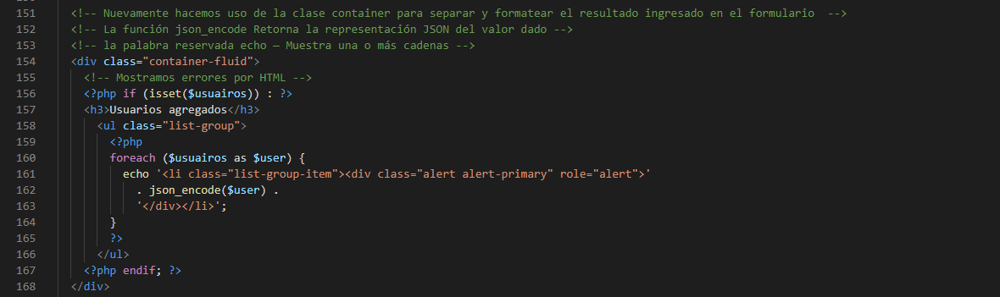 151 <!-- Nuevamente hacemos uso de la clase container para separar y formatear el resultado ingresado en el formulario  -->
152 <!-- La función json_encode Retorna la representación JSON del valor dado -->
153 <!-- la palabra reservada echo — Muestra una o más cadenas -->
154 <div class="container-fluid">
155 <!-- Mostramos errores por HTML -->
156 <?php if (isset($usuairos)) : ?>
157 <h3>Usuarios agregados</h3>
158 <ul class="list-group">
159 <?php
160 foreach ($usuairos as $user) {
161 echo '<li class="list-group-item"><div class="alert alert-primary" role="alert">'
162 . json_encode($user) .
163 '</div></li>';
164 }
165 ?>
166 </ul>
167 <?php endif; ?>
168 </div>